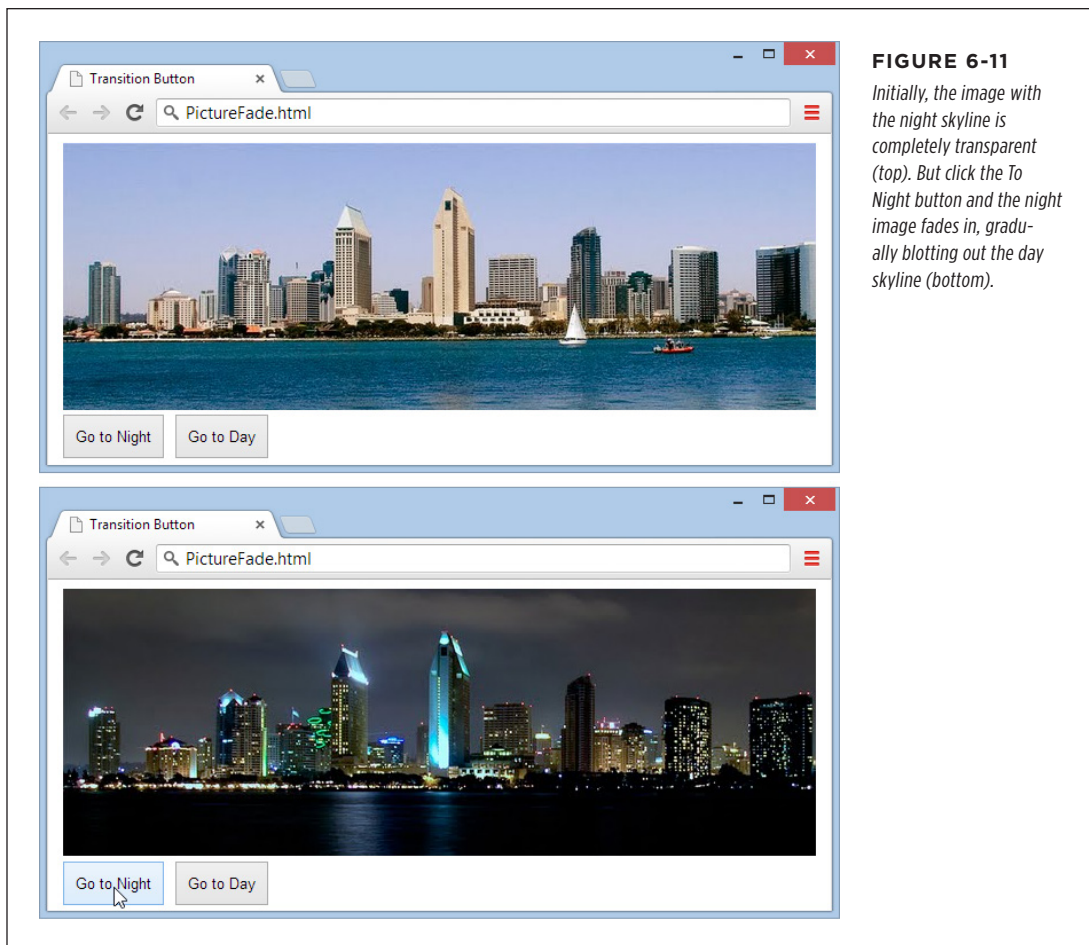 Transition Button
PictureFade.html
Go to Night
Go to Day
Transition Button
PictureFade.html
Go to Night
Go to Day
FIGURE 6-11
Initially, the image with
the night skyline is
completely transparent
(top). But click the To
Night button and the night
image fades in, gradu-
ally blotting out the day
skyline (bottom).